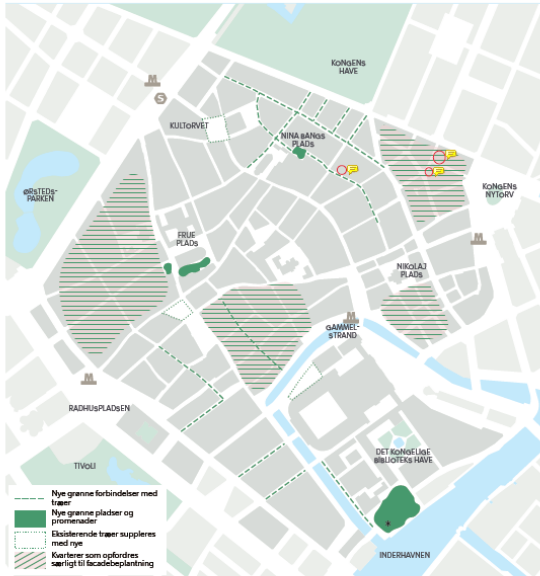 KONGENS
HAVE
M
S
KULTORVET
NINA BANGS
PLADS
ØRSTEDS-
PARKEN
KONGENS
NYTORV
FRUE
PLADS
M
NIKOLAJ
PLADS
M
GAMMEL-
STRAND
M
RADHUSPLADSEN
DET KONGELIGE
BIBLIOTEKS HAVE
TIVOLI
INDERHAVNEN
Nye grønne forbindelser med
træer
Nye grønne pladser og
promenader
Eksisterende træer suppleres
med nye
Kvarterer som opfordres
særligt til facadebeplantning